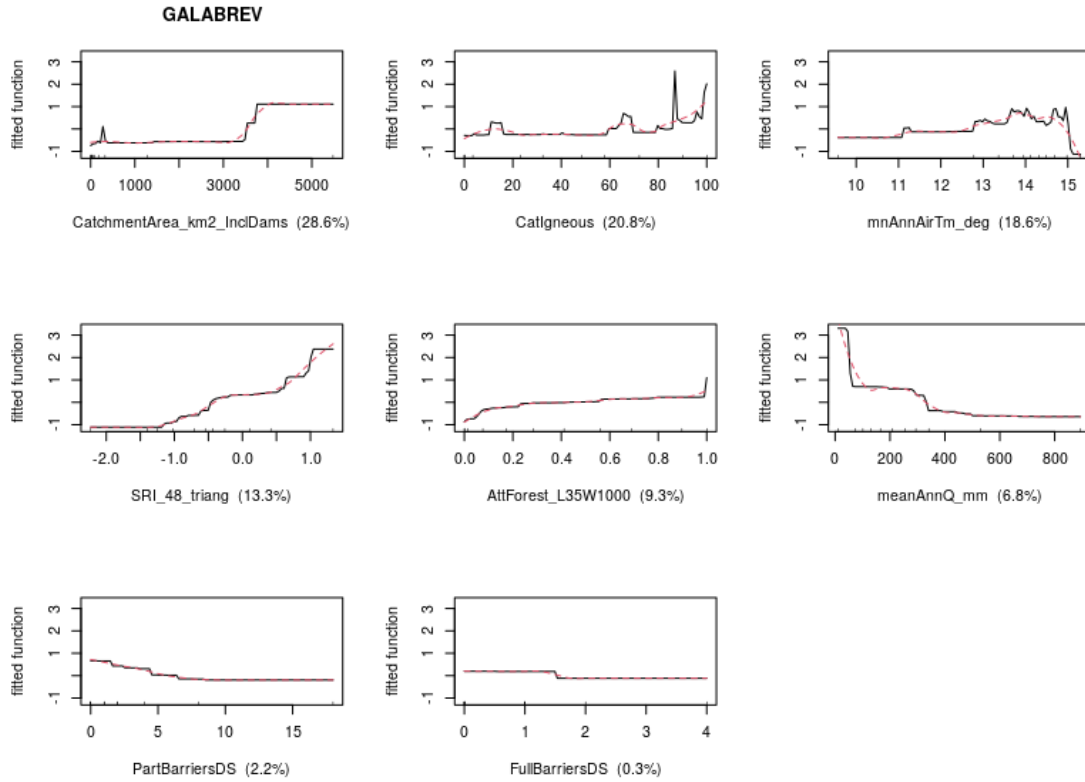 GALABREV
fitted function
-1 1 2 3
0 1000 3000 5000
CatchmentArea_km2_InclDams (28.6%)
fitted function
-1 1 2 3
0 20 40 60 80 100
CatIgneous (20.8%)
fitted function
-1 1 2 3
10 11 12 13 14 15
mnAnnAirTm_deg (18.6%)
fitted function
-1 1 2 3
-2.0 -1.0 0.0 1.0
SRI_48_triang (13.3%)
fitted function
-1 1 2 3
0.0 0.2 0.4 0.6 0.8 1.0
AttForest_L35W1000 (9.3%)
fitted function
-1 1 2 3
0 200 400 600 800
meanAnnQ_mm (6.8%)
fitted function
-1 1 2 3
0 5 10 15
PartBarriersDS (2.2%)
fitted function
-1 1 2 3
0 1 2 3 4
FullBarriersDS (0.3%)